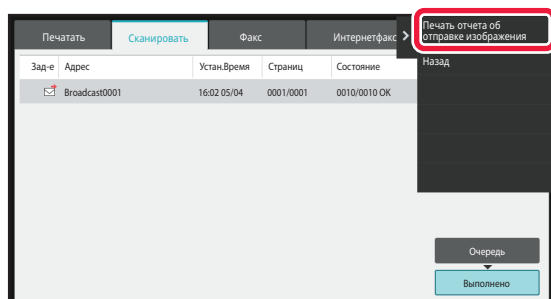 Печатать Сканировать Факс Интернетфакс
Печать отчета об
отправке изображения
Зад-е Адрес Устан.Время Страниц Состояние
Назад
Broadcast0001 16:02 05/04 0001/0001 0010/0010 OK
Очередь
Выполнено